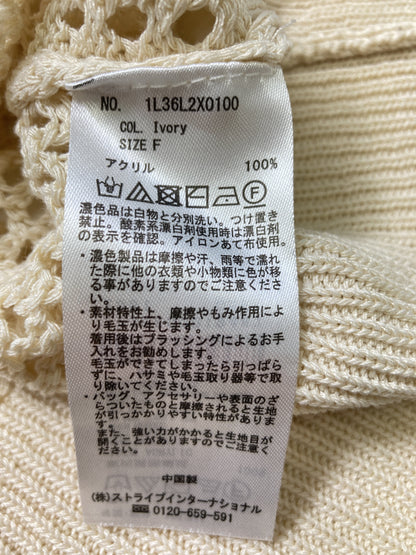 NO. 1L36L2X0100
COL. Ivory
SIZE F
アクリル 100%
濃色品は白物と分別洗い。つけ置き
禁止。酸素系漂白剤使用時は漂白剤
の表示を確認。アイロンあて布使用。
・濃色製品は摩擦や汗、雨等で濡れ
た際に他の衣類や小物類に色が移
る事がありますのでご注意くださ
い。
・素材特性上、摩擦やもみ作用によ
り毛玉が生じます。
着用後はブラッシングによるお手
入れをお勧めします。
毛玉ができてしまったら引っぱら
ずに、ハサミや毛玉取り器等で取
り除いてください。
・バッグ、アクセサリーや表面のざ
らついたものと摩擦されると生地
が引っかかりやすい特性がありま
す。
また、強い力がかかると生地目が
開くことがありますのでご注意く
ださい。
中国製
(株)ストライプインターナショナル
0120-659-591